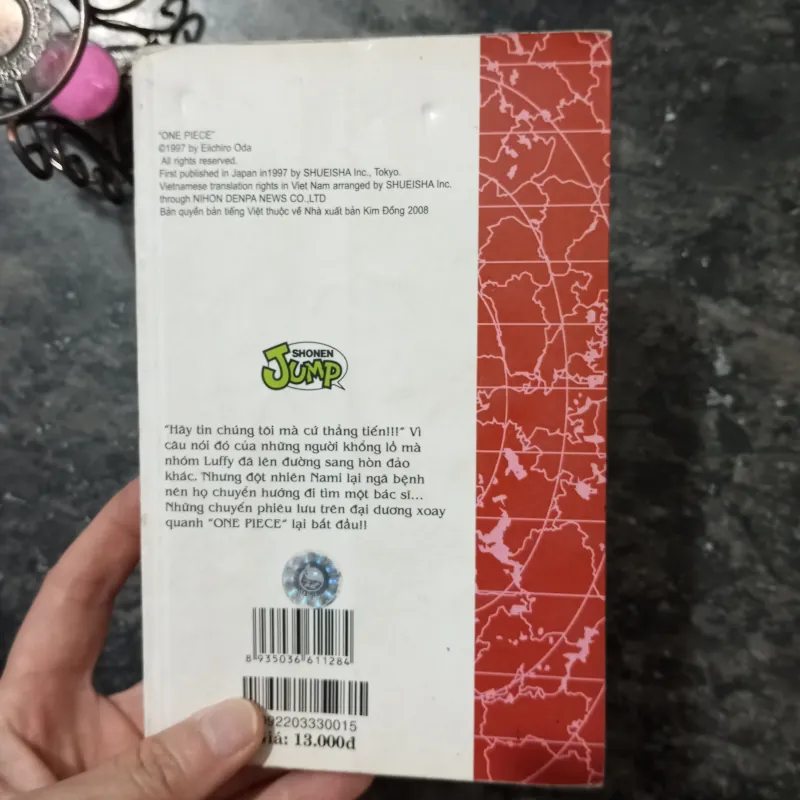 "ONE PIECE"
©1997 by Eiichiro Oda
All rights reserved.
First published in Japan in1997 by SHUEISHA Inc., Tokyo.
Vietnamese translation rights in Viet Nam arranged by SHUEISHA Inc.
through NIHON DENPA NEWS CO.,LTD
Bản quyền bản tiếng Việt thuộc về Nhà xuất bản Kim Đồng 2008
SHONEN
JUMP
"Hãy tin chúng tôi mà cứ thẳng tiến!!!" Vì
câu nói đó của những người khổng lồ mà
nhóm Luffy đã lên đường sang hòn đảo
khác. Nhưng đột nhiên Nami lại ngã bệnh
nên họ chuyển hướng đi tìm một bác sĩ...
Những chuyến phiêu lưu trên đại dương xoay
quanh "ONE PIECE" lại bắt đầu!!
8 935036 611284
92203330015
13.000đ